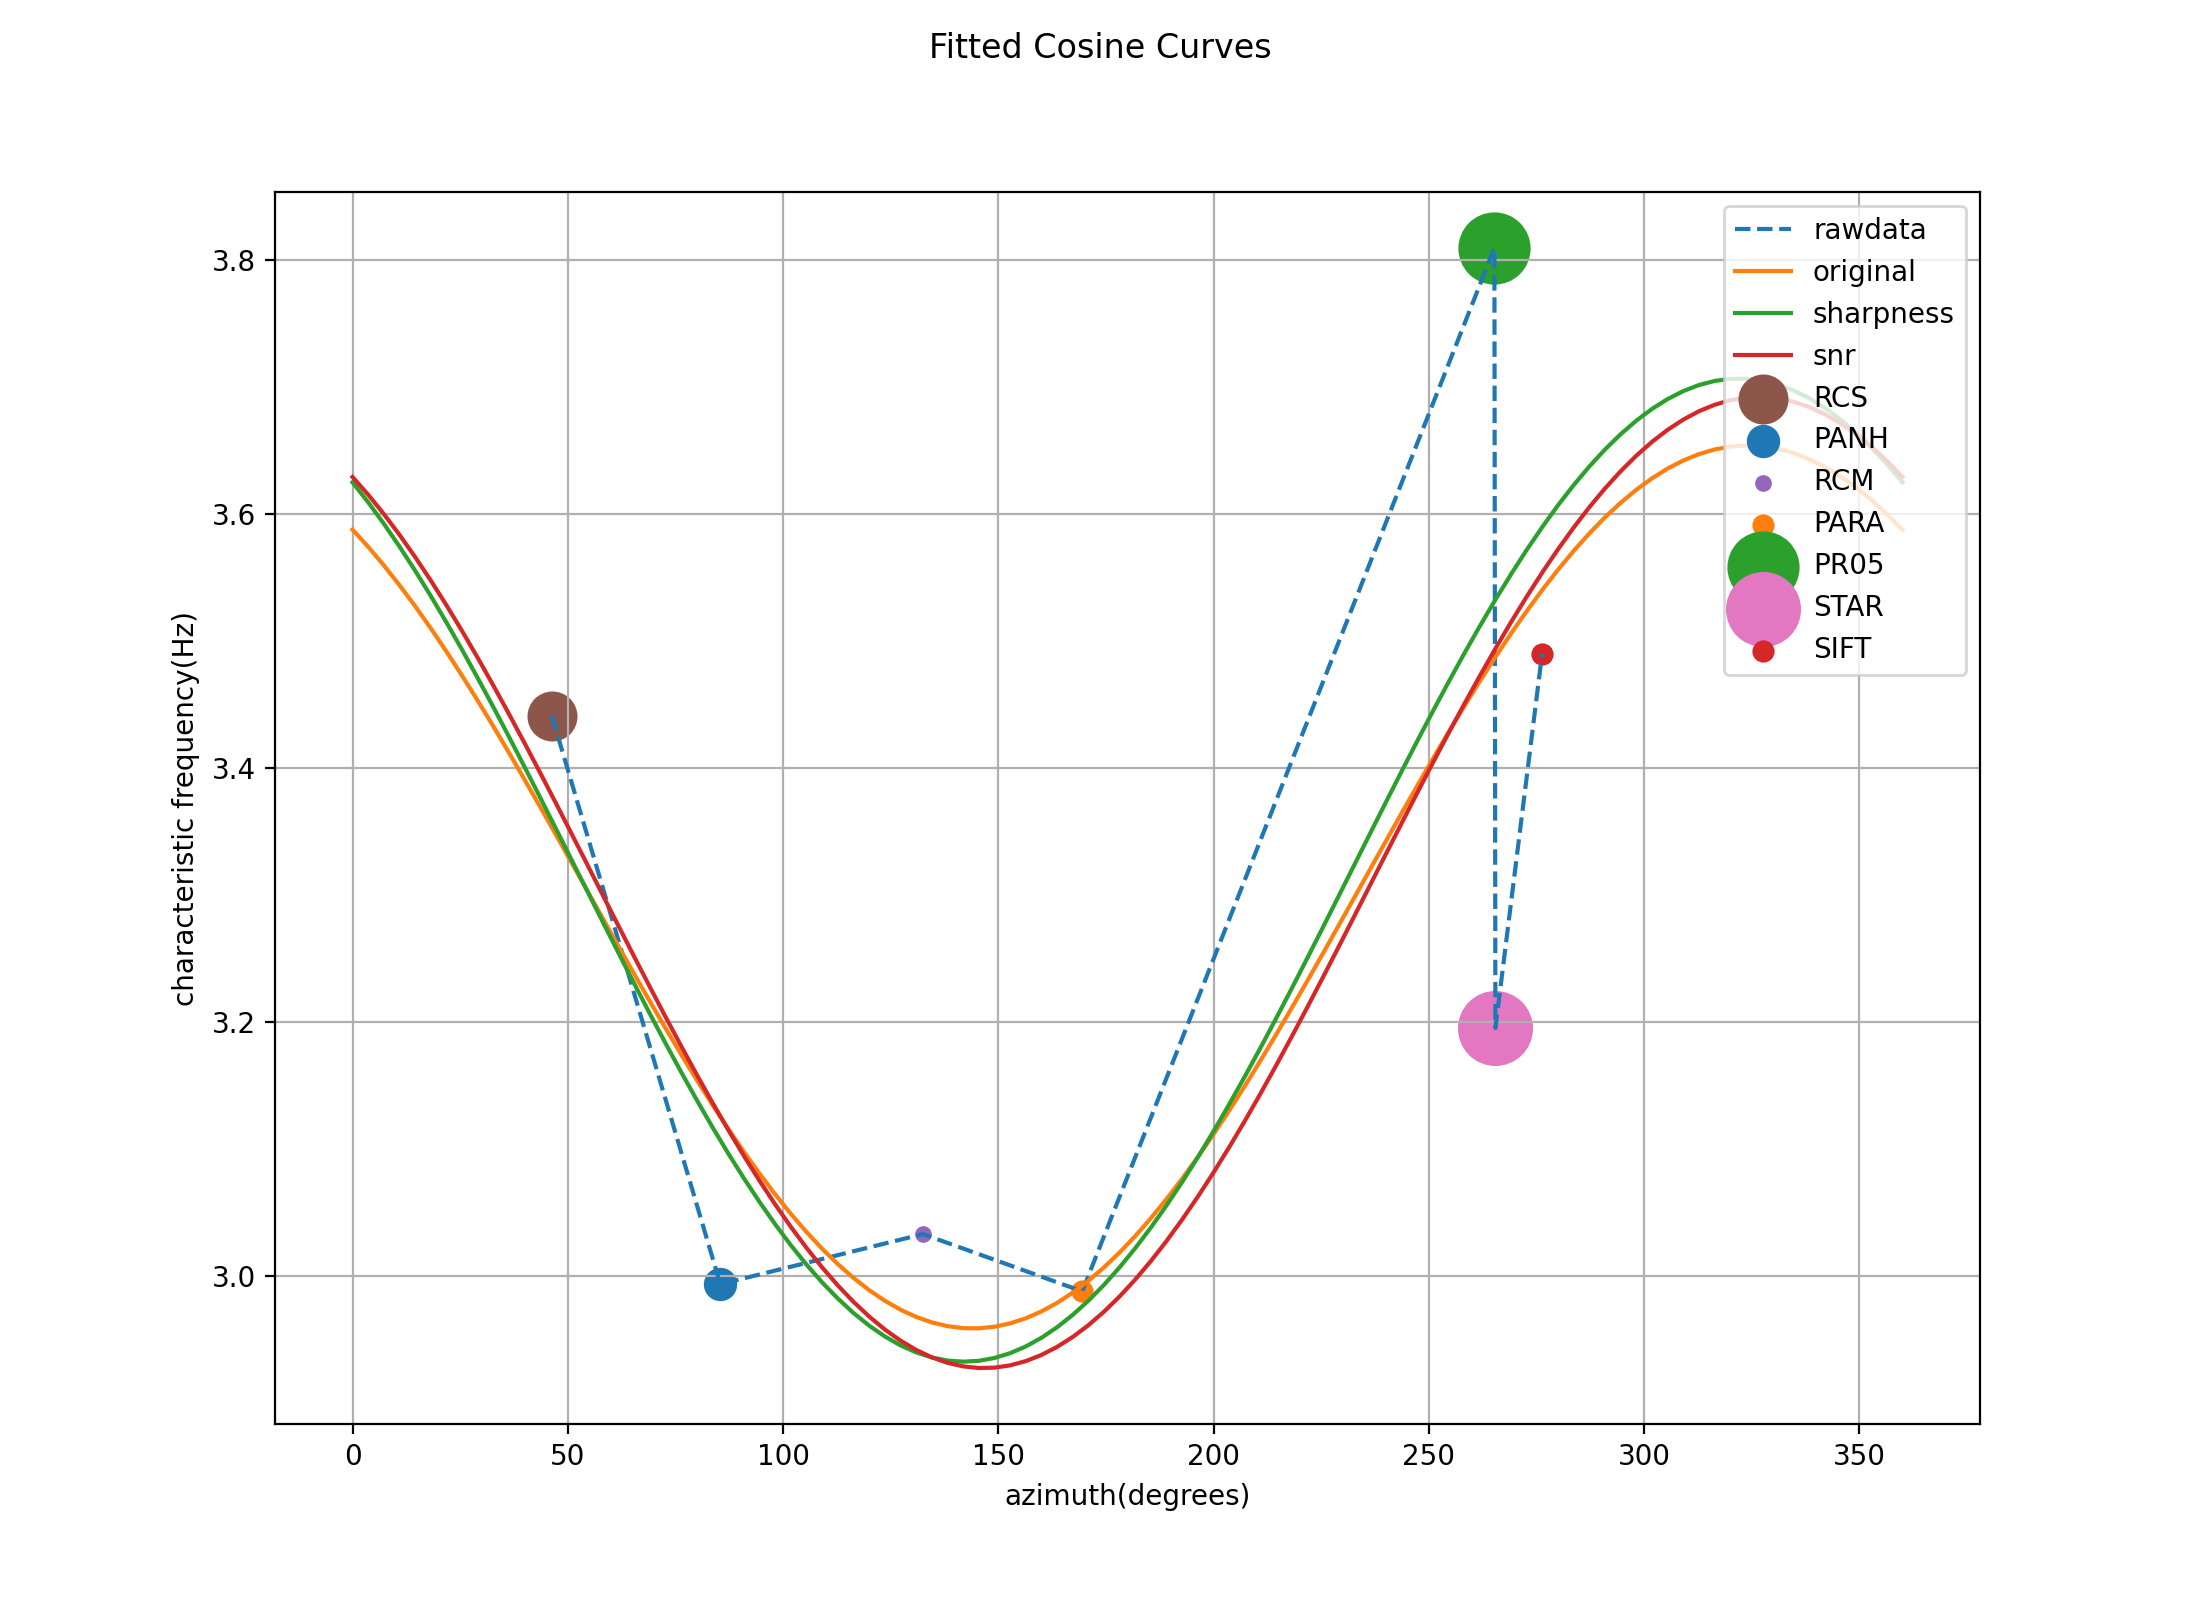 Fitted Cosine Curves
3.8
3.6
3.4
3.2
3.0
characteristic frequency(Hz)
0 50 100 150 200 250 300 350
azimuth(degrees)
rawdata
original
sharpness
snr
RCS
PANH
RCM
PARA
PR05
STAR
SIFT